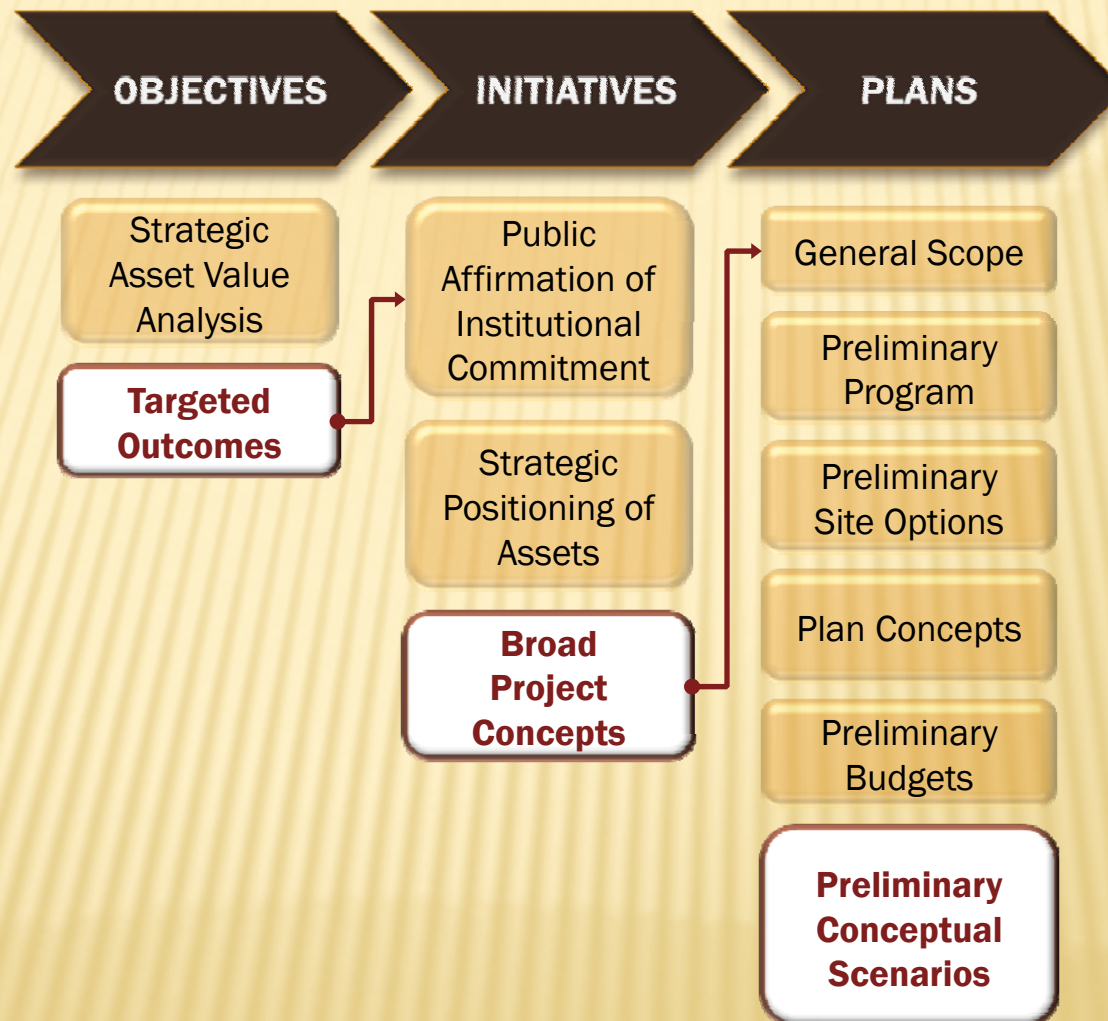 OBJECTIVES
INITIATIVES
PLANS
Strategic
Asset Value
Analysis
Targeted
Outcomes
Public
Affirmation of
Institutional
Commitment
Strategic
Positioning of
Assets
Broad
Project
Concepts
General Scope
Preliminary
Program
Preliminary
Site Options
Plan Concepts
Preliminary
Budgets
Preliminary
Conceptual
Scenarios